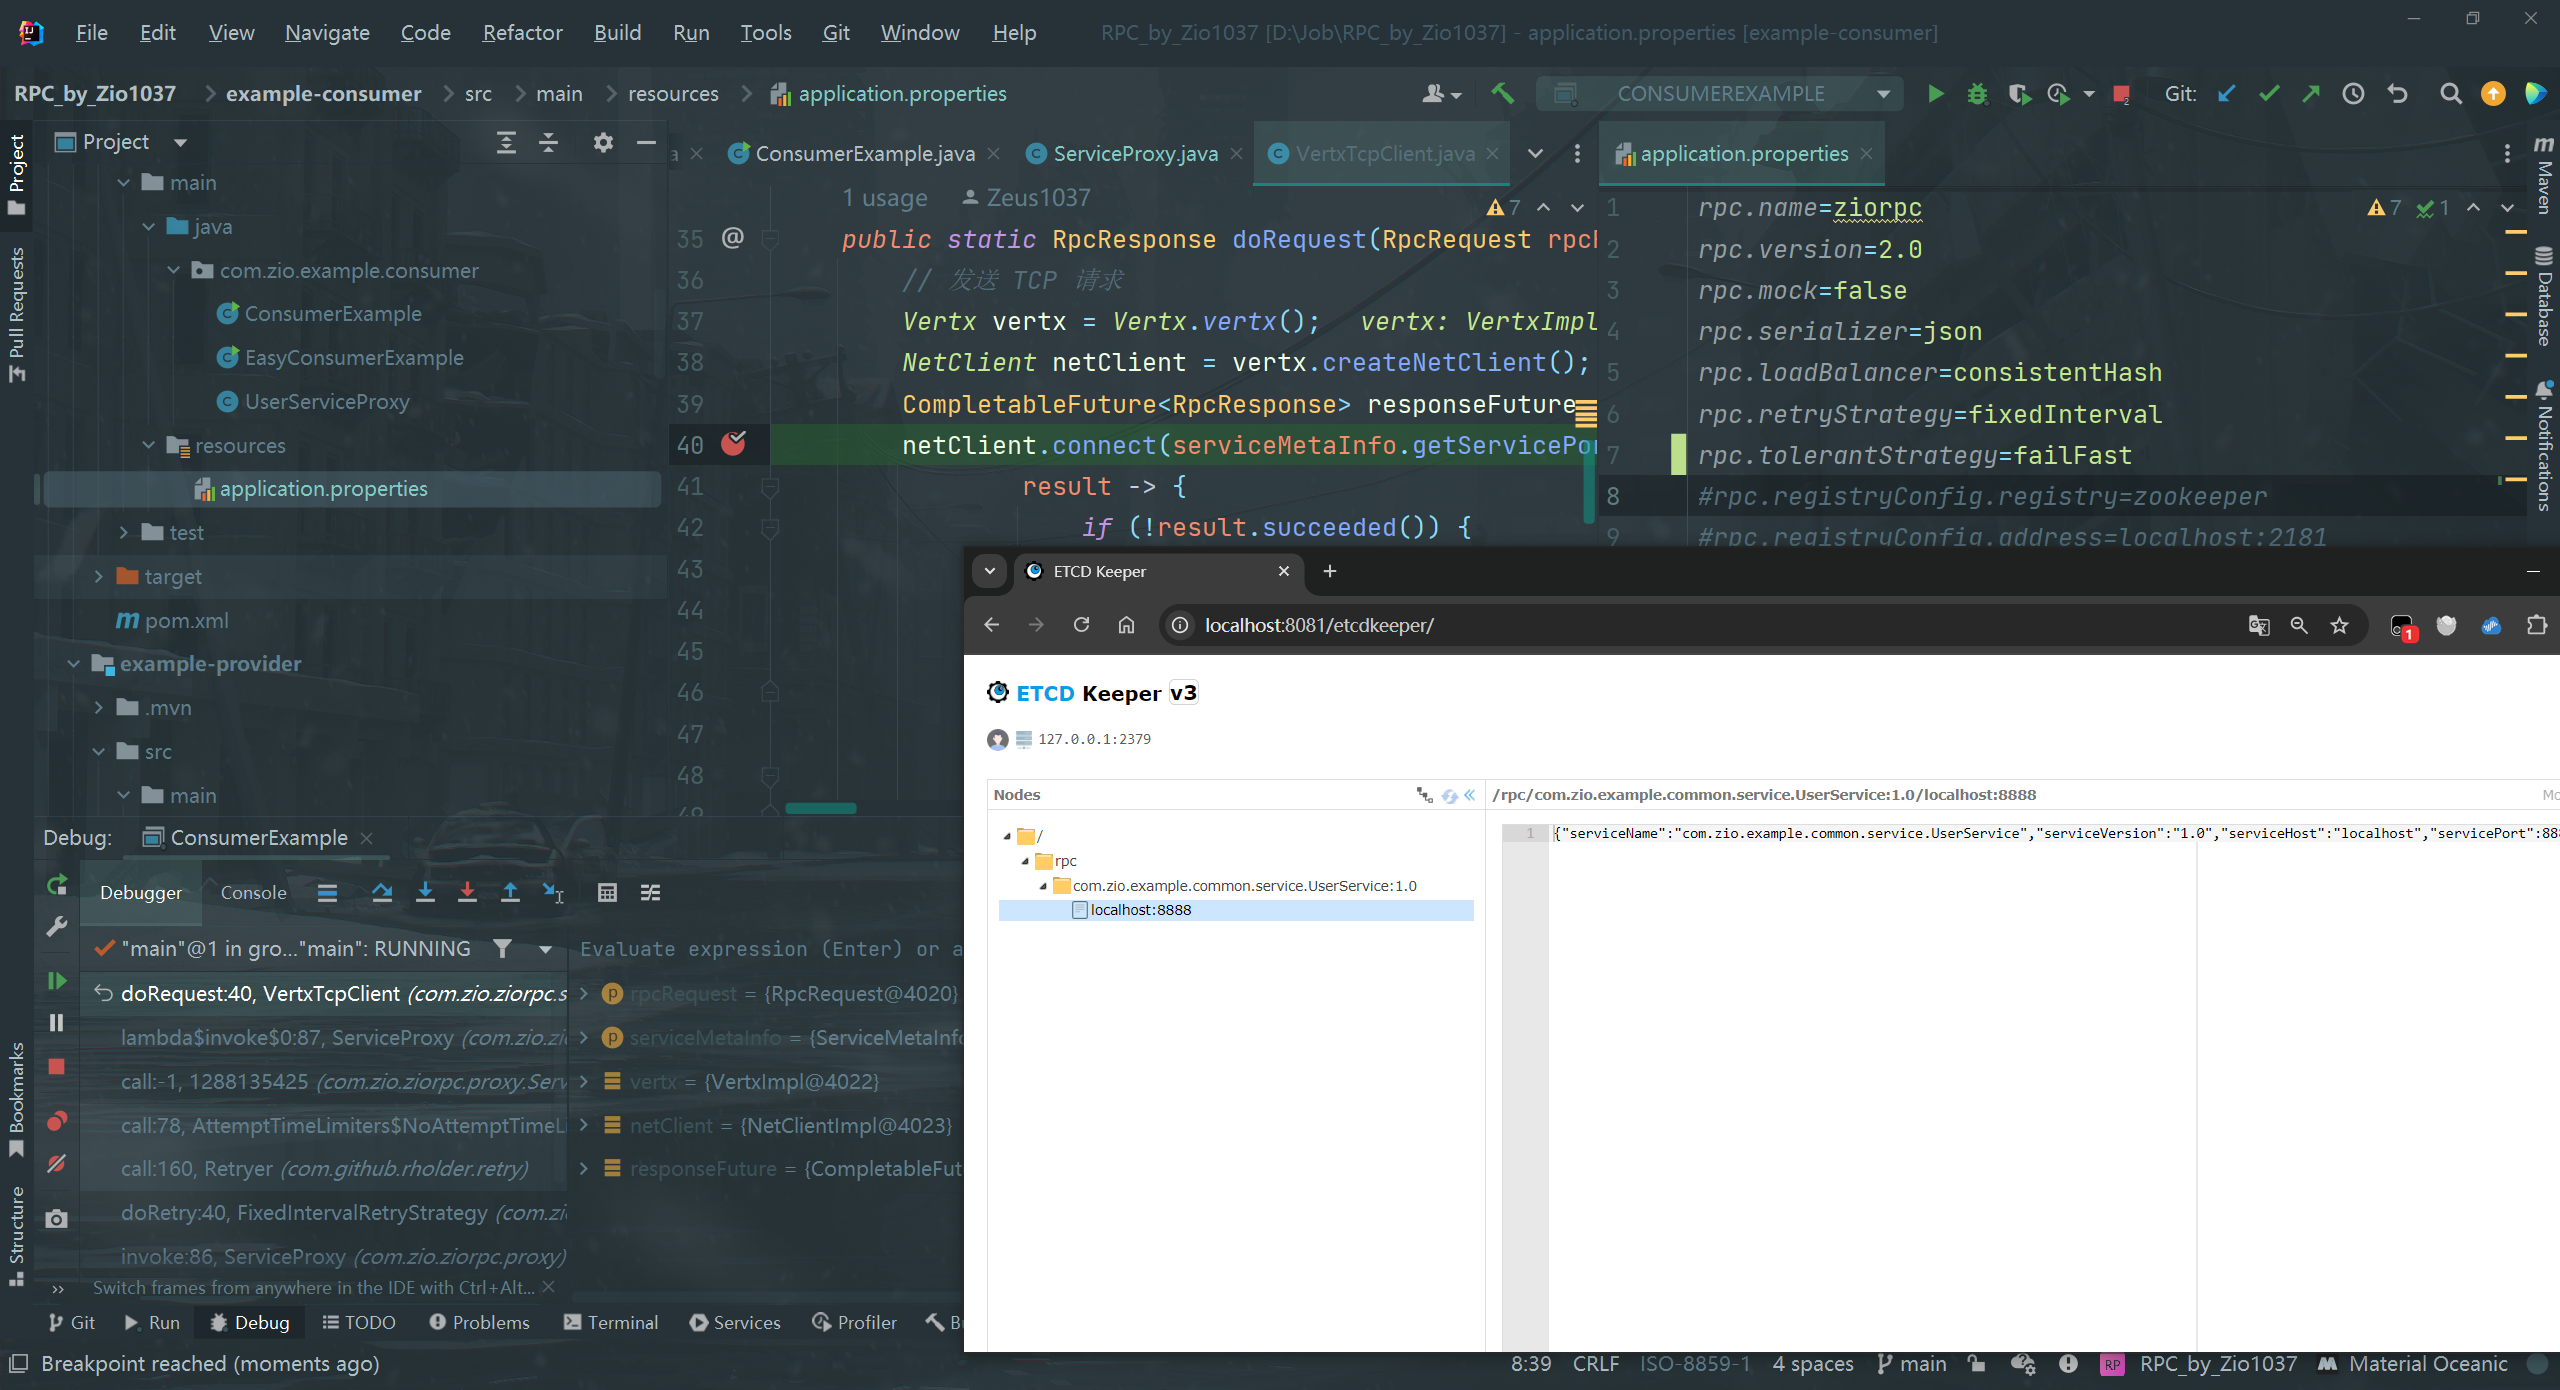 File Edit View Navigate Code Refactor Build Run Tools Git Window Help RPC_by_Zio1037 [D:\Job\RPC_by_Zio1037] - application.properties [example-consumer]
RPC_by_Zio1037 example-consumer src main resources application.properties CONSUMEREXAMPLE 2 Git:
Project
Pull Requests
Bookmarks
Structure
Project
main
java
com.zio.example.consumer
ConsumerExample
EasyConsumerExample
UserServiceProxy
resources
application.properties
test
target
pom.xml
example-provider
.mvn
src
main
a ConsumerExample.java ServiceProxy.java VertxTcpClient.java
1 usage Zeus1037
7
35 @ public static RpcResponse doRequest(RpcRequest rpcR
36 // 发送 TCP 请求
37 Vertx vertx = Vertx.vertx(); vertx: VertxImpl
38 NetClient netClient = vertx.createNetClient();
39 CompletableFuture<RpcResponse> responseFuture
40 netClient.connect(serviceMetaInfo.getServicePor
41 result -> {
42 if (!result.succeeded()) {
43
44
45
46
47
48
49
application.properties
7 1
1 rpc.name=ziorpc
2 rpc.version=2.0
3 rpc.mock=false
4 rpc.serializer=json
5 rpc.loadBalancer=consistentHash
6 rpc.retryStrategy=fixedInterval
7 rpc.tolerantStrategy=failFast
8 #rpc.registryConfig.registry=zookeeper
9 #rpc.registryConfig.address=localhost:2181
m Maven
Database
Notifications
ETCD Keeper
localhost:8081/etcdkeeper/
1
ETCD Keeper v3
127.0.0.1:2379
Nodes
/
rpc
com.zio.example.common.service.UserService:1.0
localhost:8888
/rpc/com.zio.example.common.service.UserService:1.0/localhost:8888 Mo
1 {"serviceName":"com.zio.example.common.service.UserService","serviceVersion":"1.0","serviceHost":"localhost","servicePort":888
Debug: ConsumerExample
Debugger Console
"main"@1 in gro..."main": RUNNING
doRequest:40, VertxTcpClient (com.zio.ziorpc.s
lambda$invoke$0:87, ServiceProxy (com.zio.zi
call:-1, 1288135425 (com.zio.ziorpc.proxy.Serv
call:78, AttemptTimeLimiters$NoAttemptTimeL
call:160, Retryer (com.github.rholder.retry)
doRetry:40, FixedIntervalRetryStrategy (com.zi
invoke:86, ServiceProxy (com.zio.ziorpc.proxy)
Switch frames from anywhere in the IDE with Ctrl+Alt...
Evaluate expression (Enter) or a
rpcRequest = {RpcRequest@4020}
serviceMetaInfo = {ServiceMetaInfo
vertx = {VertxImpl@4022}
netClient = {NetClientImpl@4023}
responseFuture = {CompletableFut
Git Run Debug TODO Problems Terminal Services Profiler B
Breakpoint reached (moments ago)
8:39 CRLF ISO-8859-1 4 spaces main RP RPC_by_Zio1037 Material Oceanic